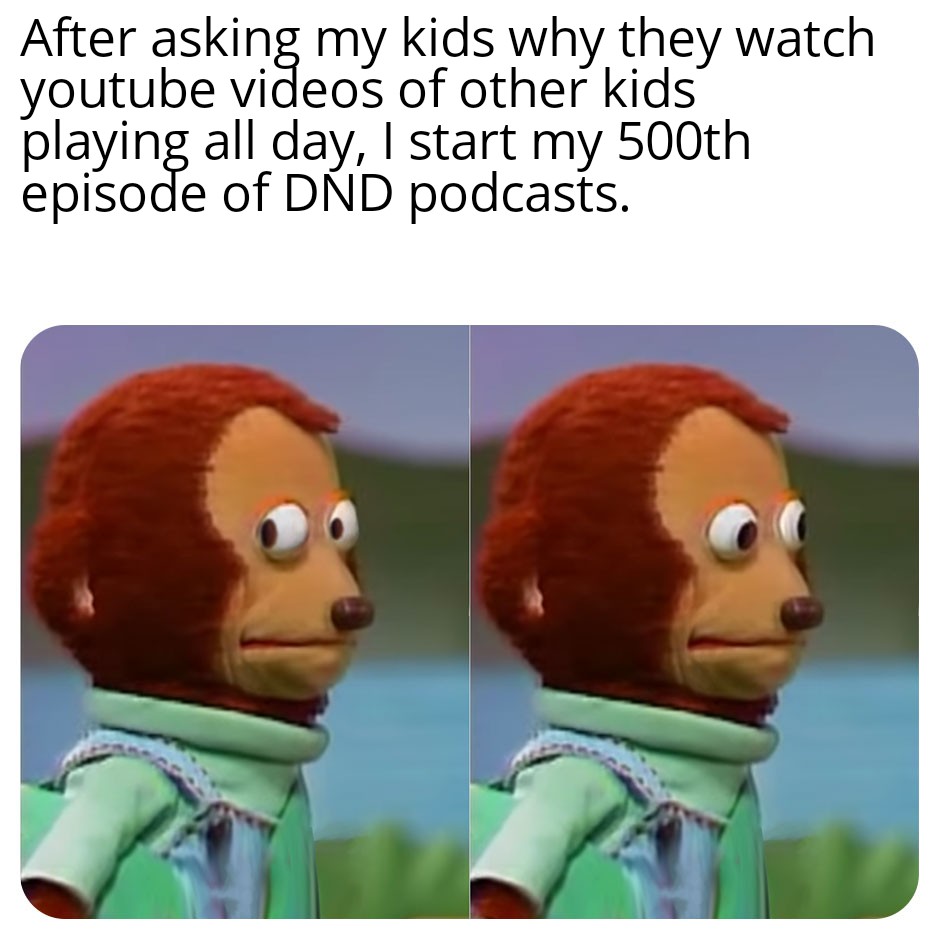 After asking my kids why they watch
youtube videos of other kids
playing all day, I start my 500th
episode of DND podcasts.